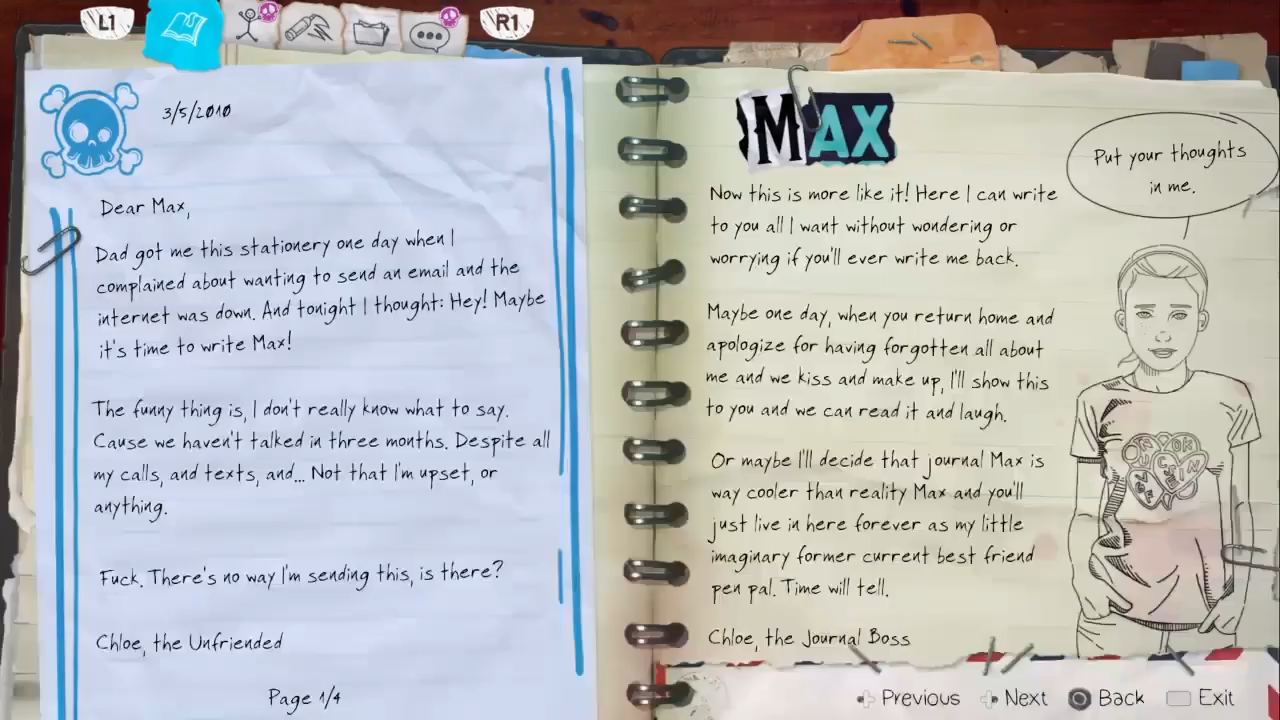 L1
R1
3/5/2010
Dear Max,
Dad got me this stationery one day when I
complained about wanting to send an email and the
internet was down. And tonight I thought: Hey! Maybe
it's time to write Max!
The funny thing is, I don't really know what to say.
Cause we haven't talked in three months. Despite all
my calls, and texts, and... Not that I'm upset, or
anything.
Fuck. There's no way I'm sending this, is there?
Chloe, the Unfriended
Page 1/4
MAX
Now this is more like it! Here I can write
to you all I want without wondering or
worrying if you'll ever write me back.
Maybe one day, when you return home and
apologize for having forgotten all about
me and we kiss and make up, I'll show this
to you and we can read it and laugh.
Or maybe I'll decide that journal Max is
way cooler than reality Max and you'll
just live in here forever as my little
imaginary former current best friend
pen pal. Time will tell.
Chloe, the Journal Boss
Put your thoughts
in me.
Previous
Next
Back
Exit